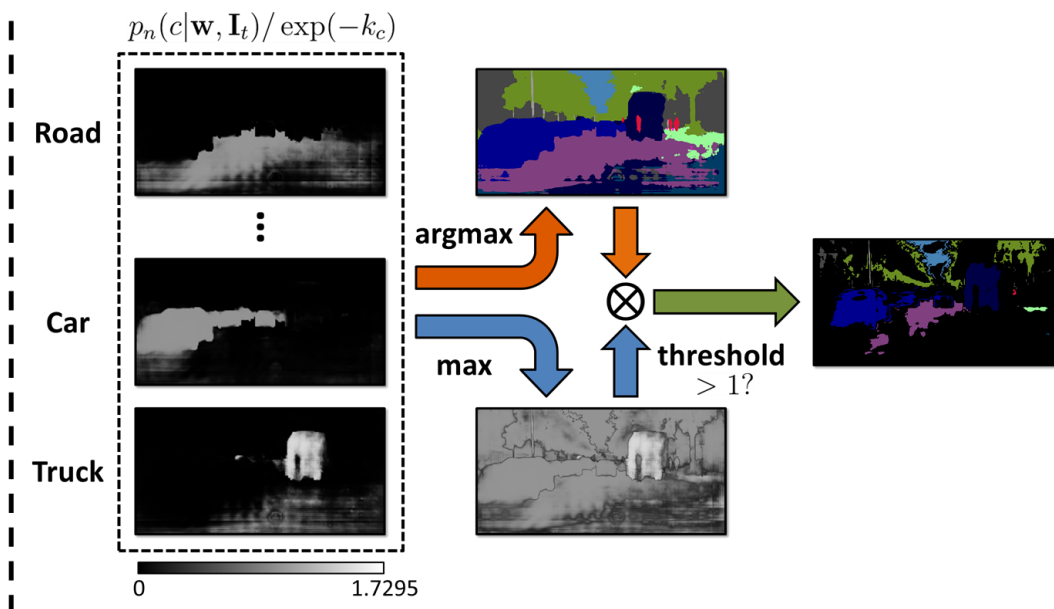 p_n(c|w, I_t)/ exp(−k_c)
Road
argmax
Car
max
threshold
> 1?
Truck
0
1.7295